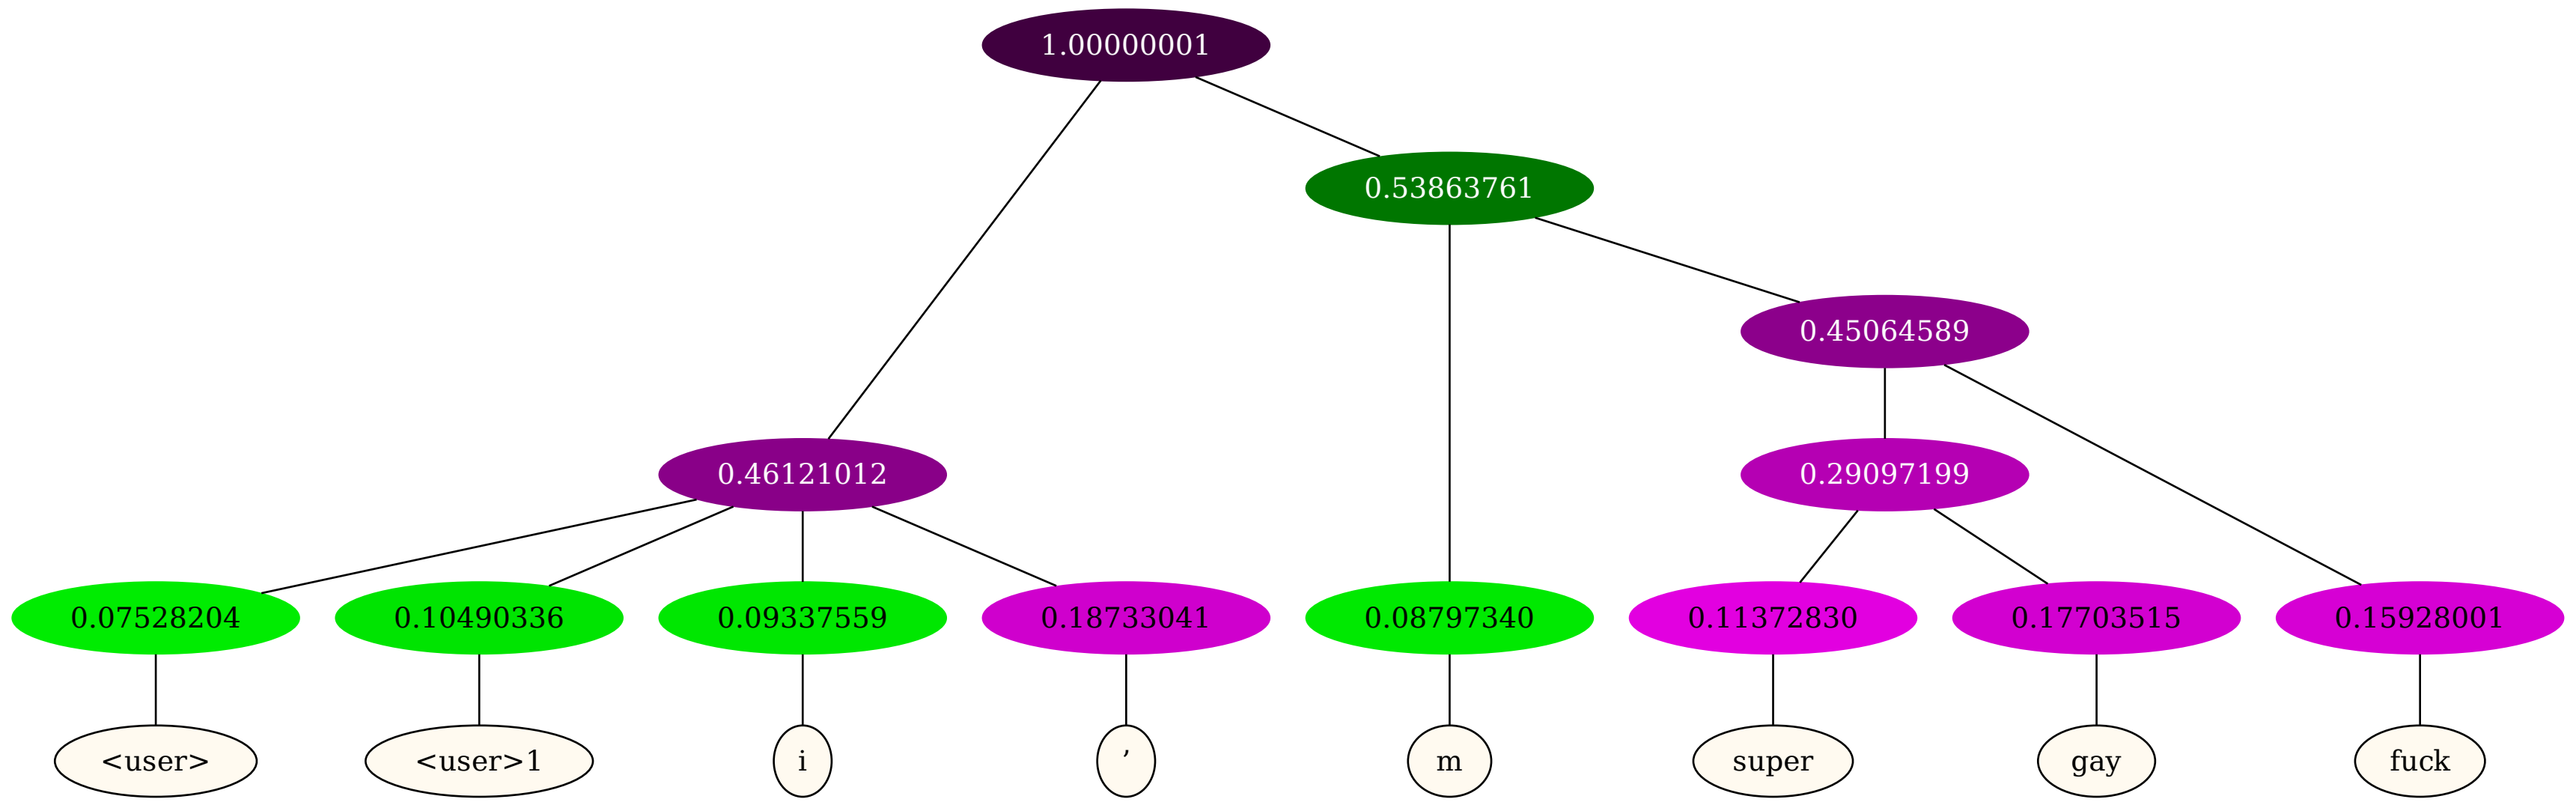 1.00000001
0.53863761
0.45064589
0.46121012 0.29097199
0.07528204 0.10490336 0.09337559 0.18733041 0.08797340 0.11372830 0.17703515 0.15928001
<user> <user>1 i ’ m super gay fuck